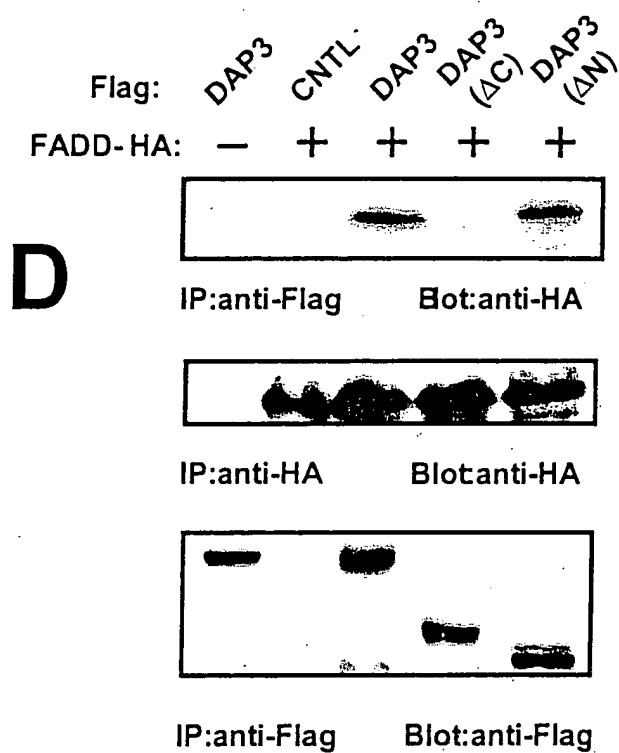 Flag: DAP3 CNTL DAP3 DAP3 (ΔC) DAP3 (ΔN)
FADD-HA: − + + + +
D
IP:anti-Flag Blot:anti-HA
IP:anti-HA Blot:anti-HA
IP:anti-Flag Blot:anti-Flag